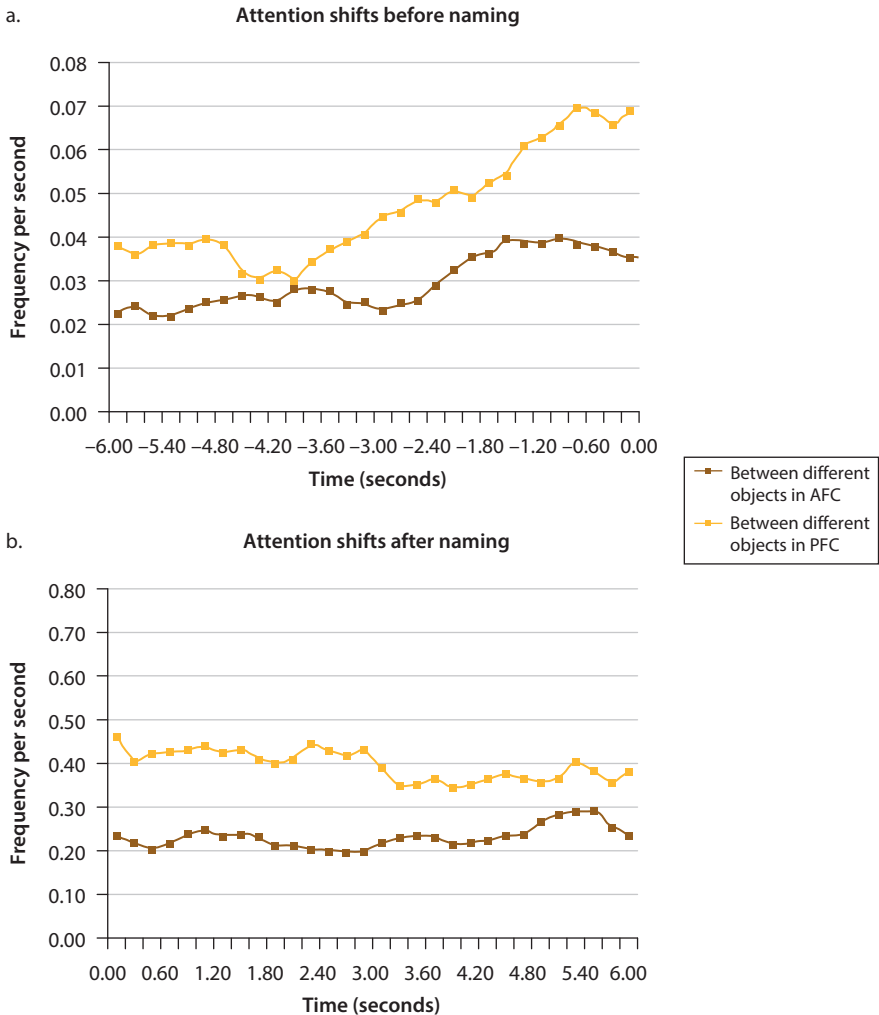 a.
Attention shifts before naming
Frequency per second
0.08
0.07
0.06
0.05
0.04
0.03
0.02
0.01
0.00
–6.00 –5.40 –4.80 –4.20 –3.60 –3.00 –2.40 –1.80 –1.20 –0.60 0.00
Time (seconds)
Between different
objects in AFC
Between different
objects in PFC
b.
Attention shifts after naming
Frequency per second
0.80
0.70
0.60
0.50
0.40
0.30
0.20
0.10
0.00
0.00 0.60 1.20 1.80 2.40 3.00 3.60 4.20 4.80 5.40 6.00
Time (seconds)